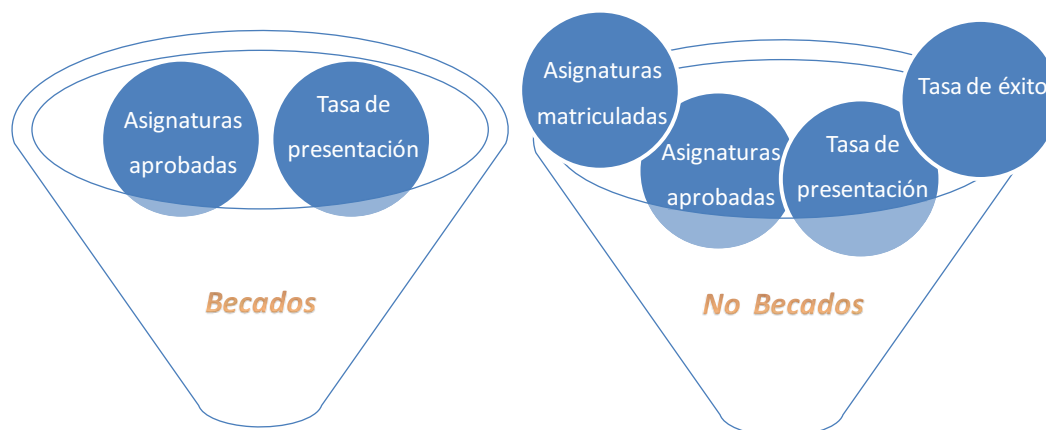 Asignaturas
aprobadas
Tasa de
presentación
Becados
Asignaturas
matriculadas
Asignaturas
aprobadas
Tasa de
presentación
Tasa de éxito
No Becados